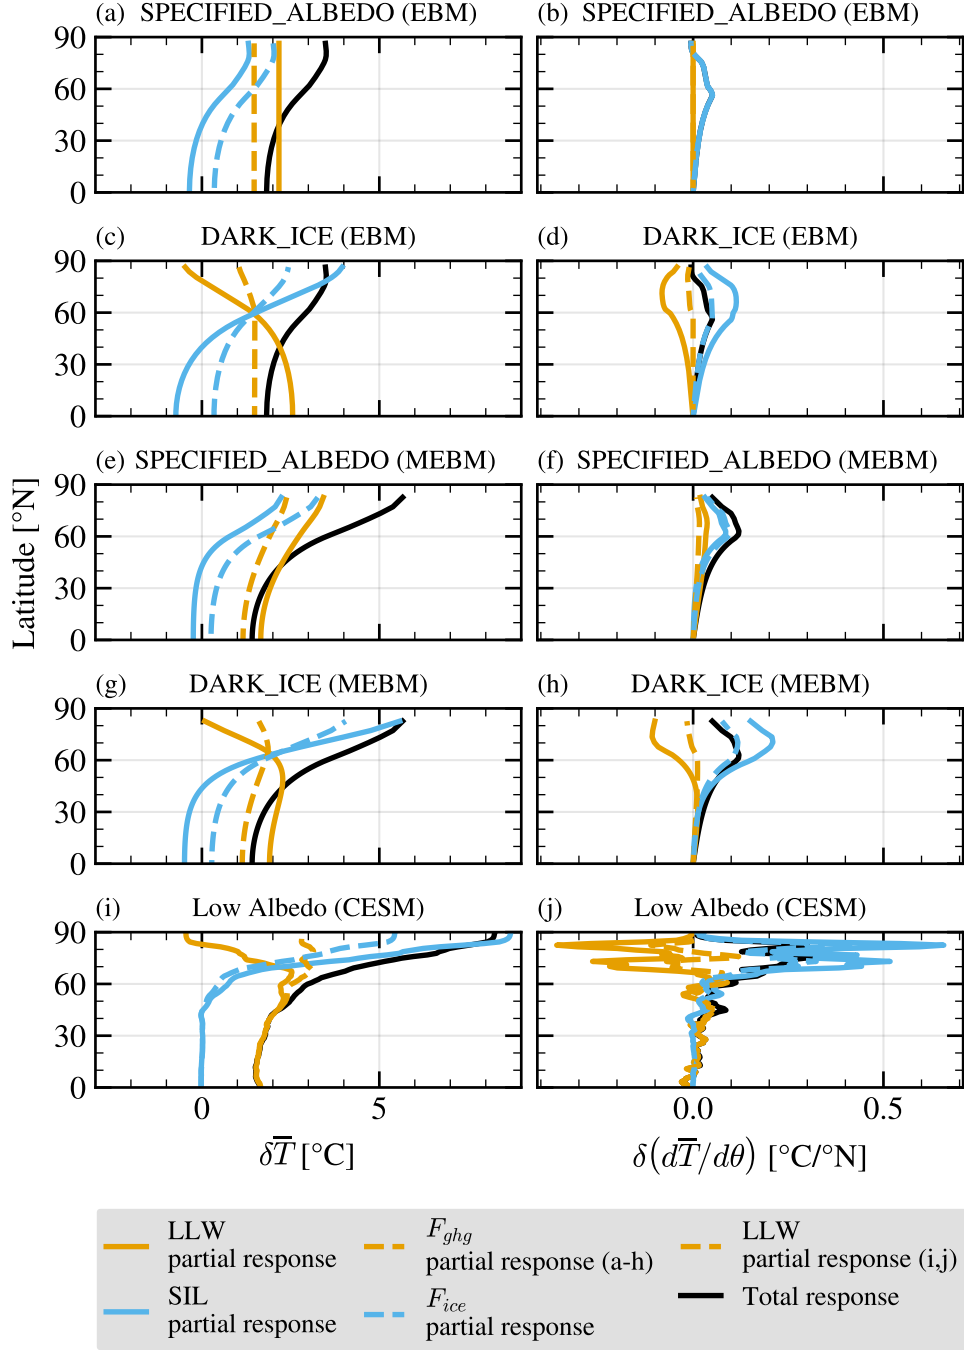 (a) SPECIFIED_ALBEDO (EBM)
(b) SPECIFIED_ALBEDO (EBM)
90
60
30
0
(c) DARK_ICE (EBM)
(d) DARK_ICE (EBM)
90
60
30
0
(e) SPECIFIED_ALBEDO (MEBM)
(f) SPECIFIED_ALBEDO (MEBM)
90
60
30
0
Latitude [°N]
(g) DARK_ICE (MEBM)
(h) DARK_ICE (MEBM)
90
60
30
0
(i) Low Albedo (CESM)
(j) Low Albedo (CESM)
90
60
30
0
0 5
0.0 0.5
δT̅ [°C]
δ(dT̅/dθ) [°C/°N]
LLW
partial response
SIL
partial response
F_ghg
partial response (a-h)
F_ice
partial response
LLW
partial response (i,j)
Total response